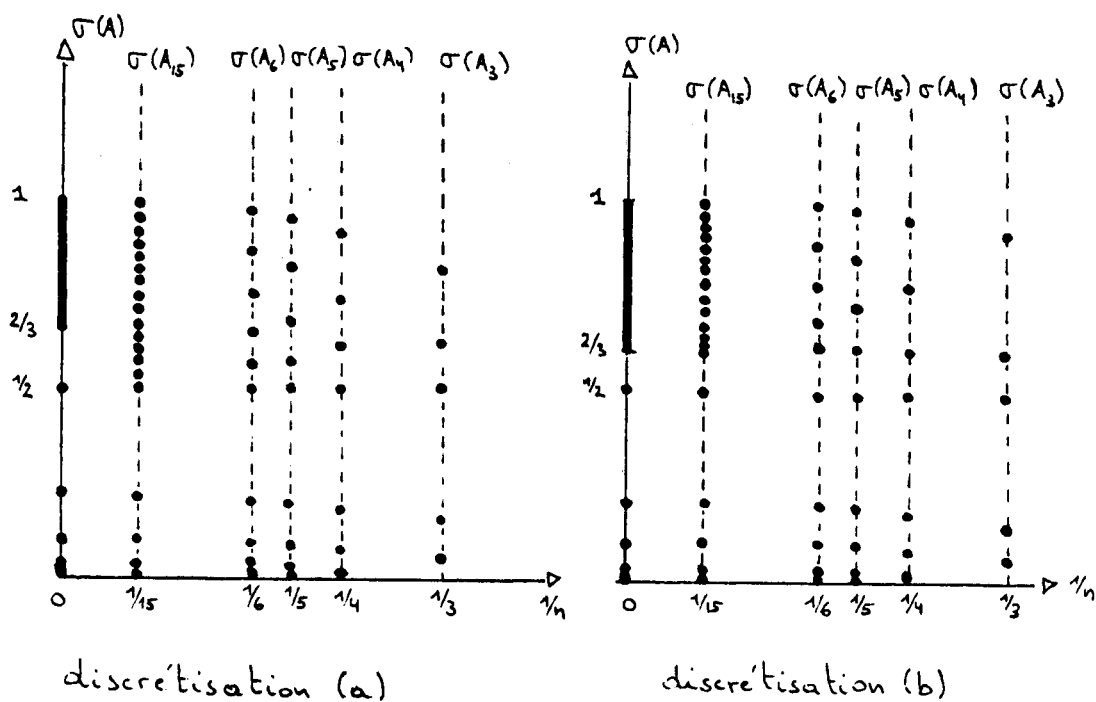 σ(A)
σ(A₁₅) σ(A₆) σ(A₅) σ(A₄) σ(A₃)
1
2/3
1/2
0 1/15 1/6 1/5 1/4 1/3 1/n
discrétisation (a)
σ(A)
σ(A₁₅) σ(A₆) σ(A₅) σ(A₄) σ(A₃)
1
2/3
1/2
0 1/15 1/6 1/5 1/4 1/3 1/n
discrétisation (b)